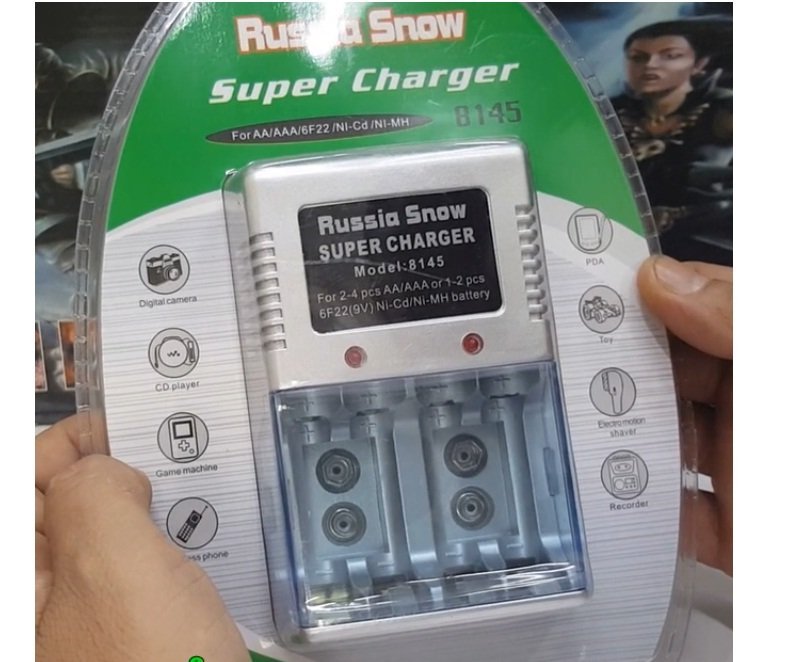 Snow
Super Charger
For AA/AAA/6F22/NI-Cd/NI-MH
8145
Russia Snow
SUPER CHARGER
Model:8145
For 2-4 pcs AA/AAA or 1-2 pcs
6F22(9V) Ni-Cd/Ni-MH battery
Digital camera
CD player
Game machine
phone
PDA
Toy
Electro motion
shaver
Recorder